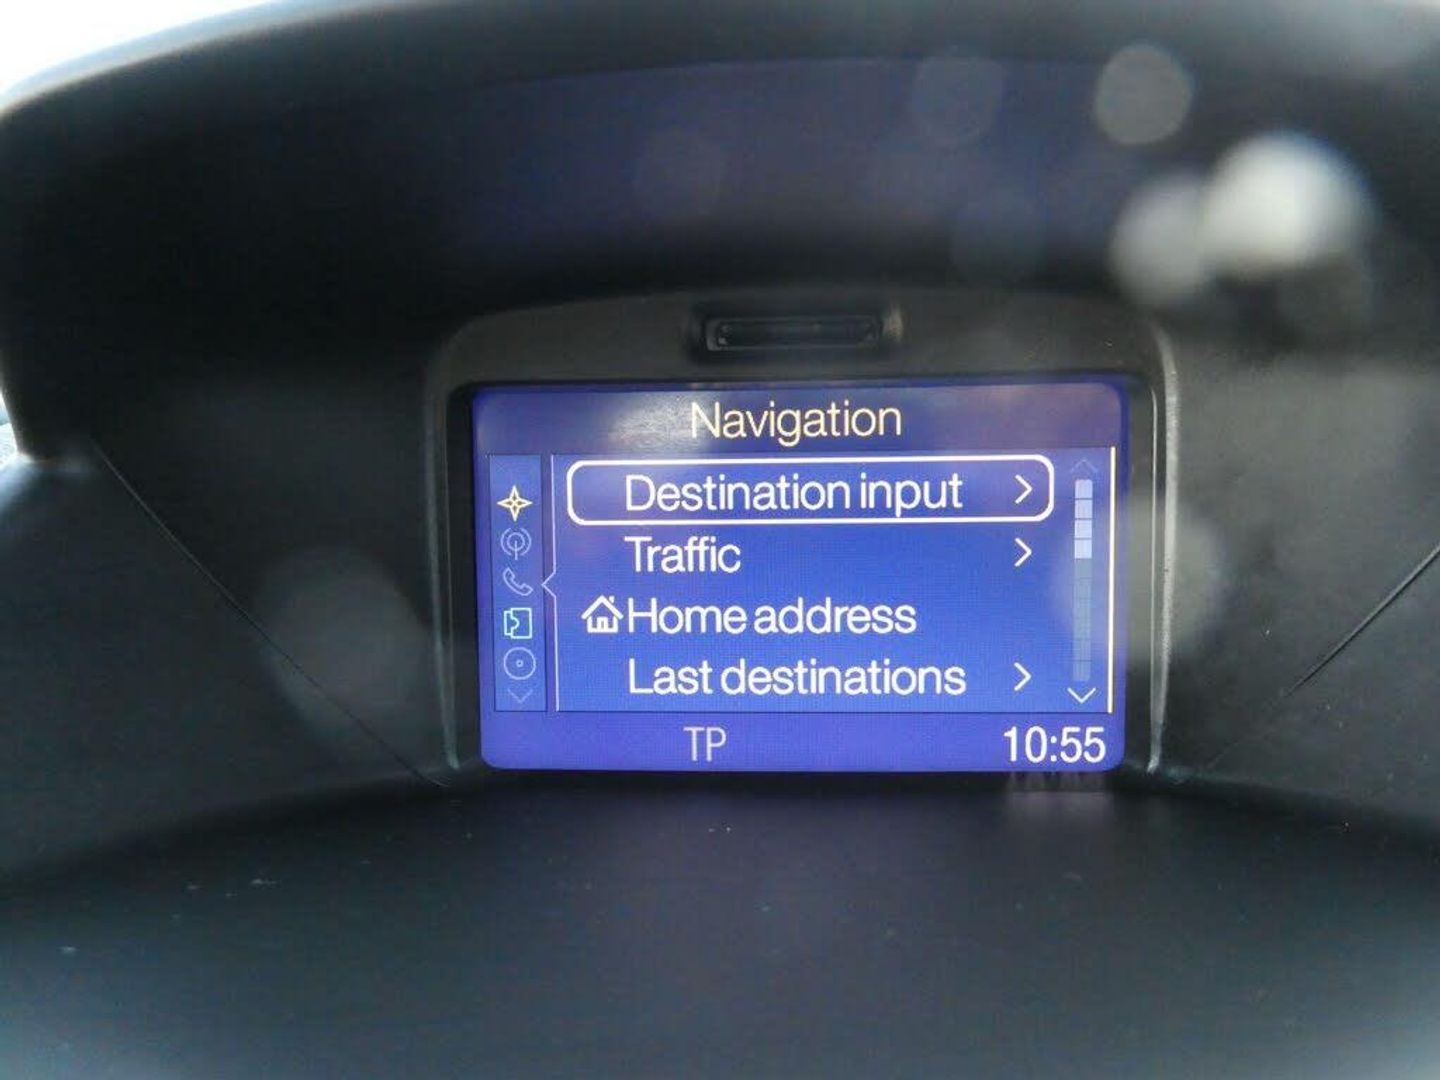 Navigation
Destination input
Traffic
Home address
Last destinations
TP 10:55